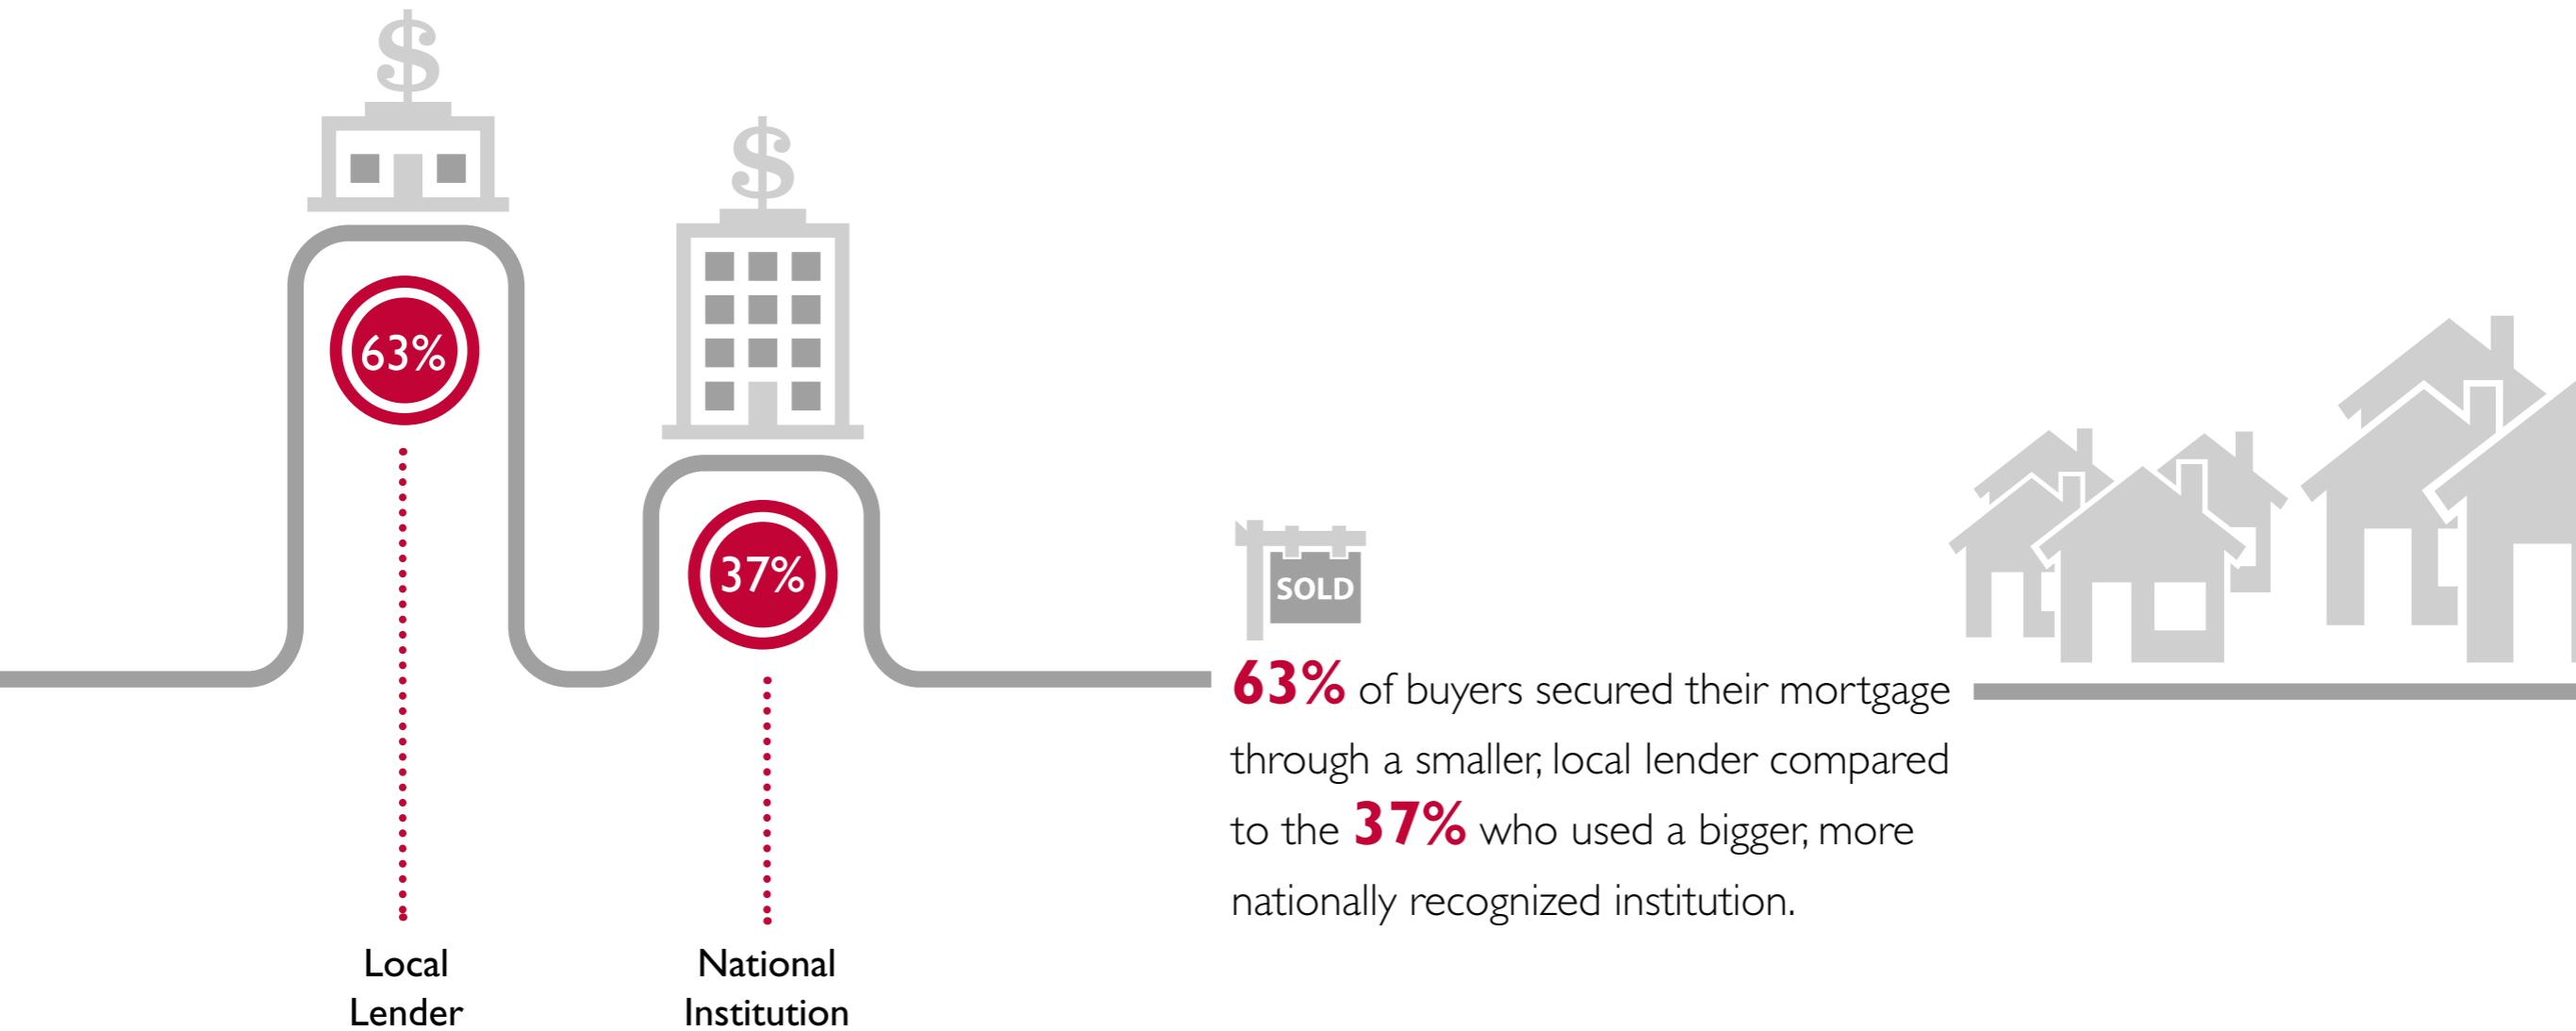 $
$
63%
37%
SOLD
63% of buyers secured their mortgage
through a smaller, local lender compared
to the 37% who used a bigger, more
nationally recognized institution.
Local
Lender
National
Institution